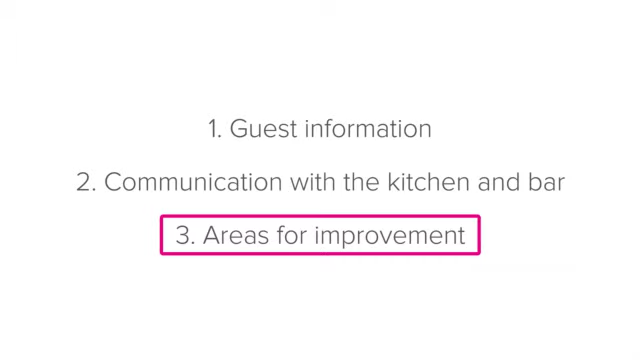 1. Guest information
2. Communication with the kitchen and bar
3. Areas for improvement